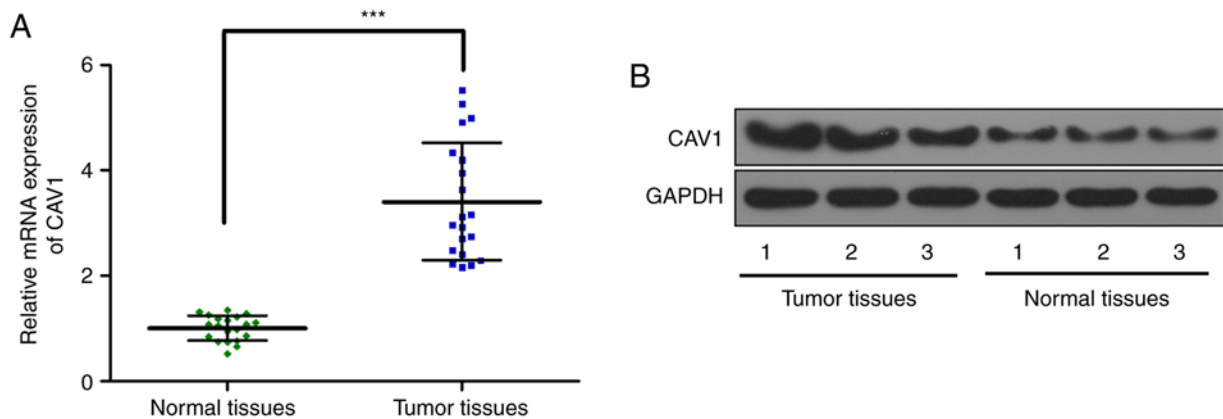 A
***
Relative mRNA expression
of CAV1
6
4
2
0
Normal tissues
Tumor tissues
B
CAV1
GAPDH
1 2 3 1 2 3
Tumor tissues Normal tissues